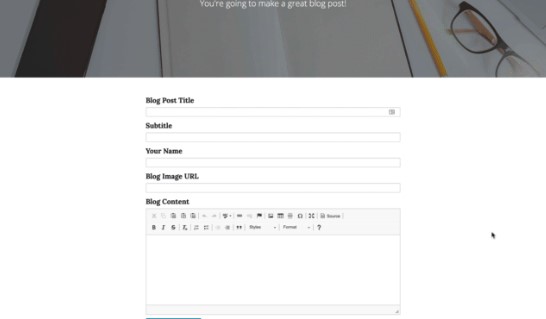 You're going to make a great blog post!
Blog Post Title
Subtitle
Your Name
Blog Image URL
Blog Content
Source
B I S Styles Format ?